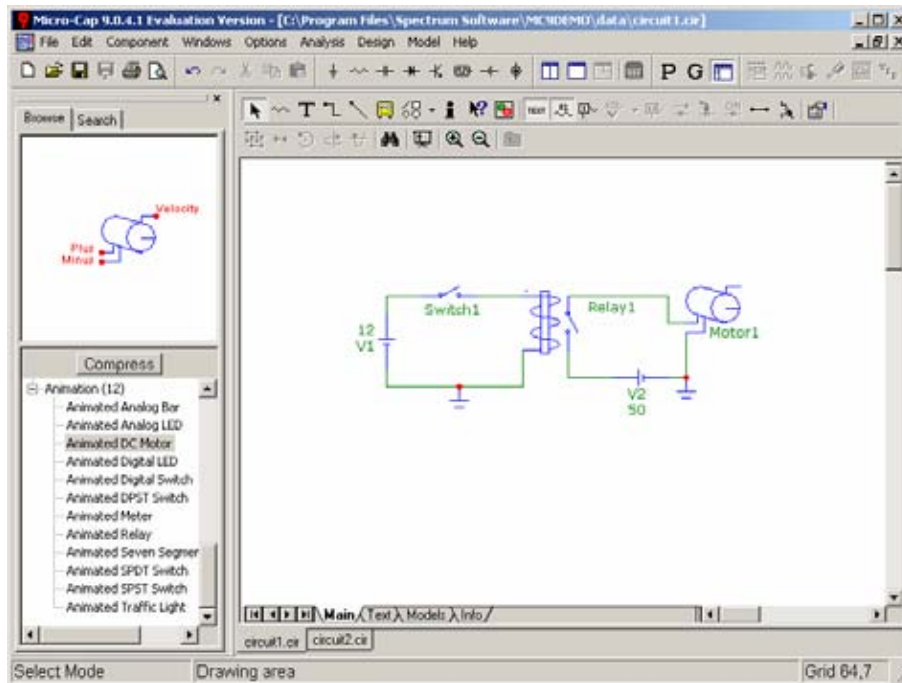 Micro-Cap 9.0.4.1 Evaluation Version - [C:\Program Files\Spectrum Software\MC9DEMO\data\circuit1.cir]
File Edit Component Windows Options Analysis Design Model Help
P G
Browse Search
T TEXT
Velocity
Plus
Minus
Switch1
Relay1
Motor1
12
V1
V2
50
Compress
Animation (12)
Animated Analog Bar
Animated Analog LED
Animated DC Motor
Animated Digital LED
Animated Digital Switch
Animated DPST Switch
Animated Meter
Animated Relay
Animated Seven Segmer
Animated SPDT Switch
Animated SPST Switch
Animated Traffic Light
Main Text Models Info
circuit1.cir circuit2.cir
Select Mode Drawing area Grid 64,7